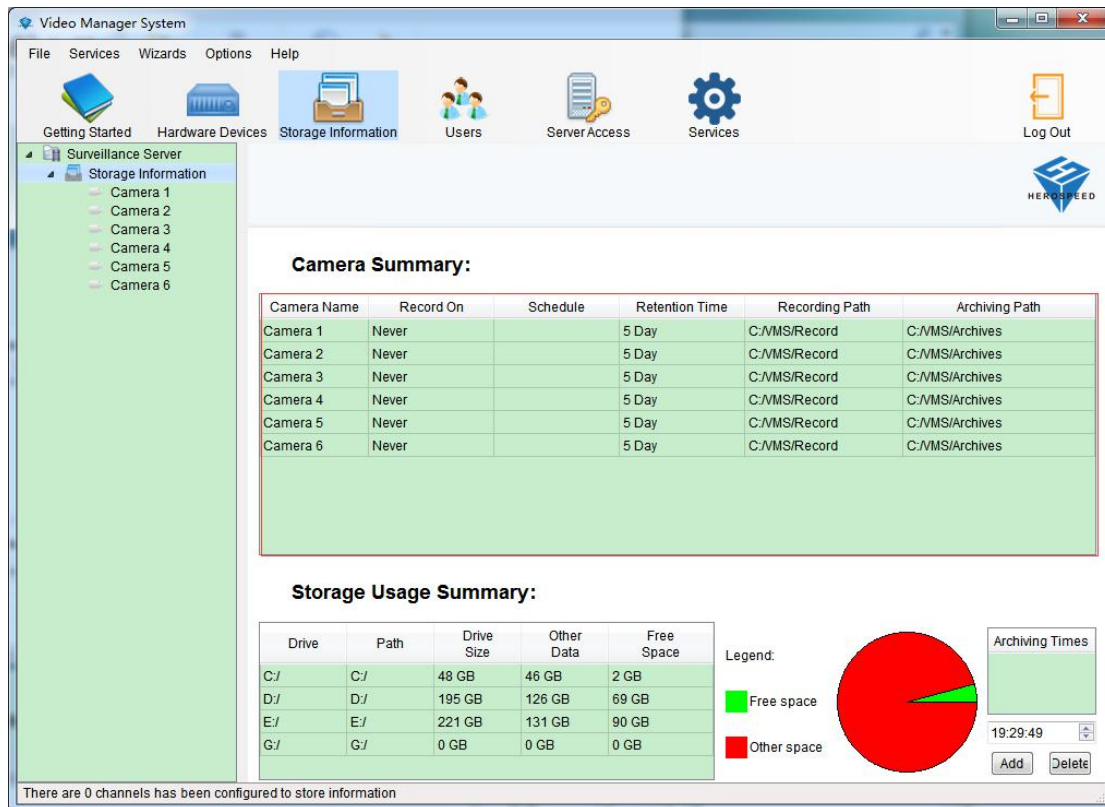 Video Manager System
File Services Wizards Options Help
Getting Started Hardware Devices Storage Information Users Server Access Services Log Out
Surveillance Server
Storage Information
Camera 1
Camera 2
Camera 3
Camera 4
Camera 5
Camera 6
HEROSPEED
Camera Summary:
Camera Name Record On Schedule Retention Time Recording Path Archiving Path
Camera 1 Never 5 Day C:/VMS/Record C:/VMS/Archives
Camera 2 Never 5 Day C:/VMS/Record C:/VMS/Archives
Camera 3 Never 5 Day C:/VMS/Record C:/VMS/Archives
Camera 4 Never 5 Day C:/VMS/Record C:/VMS/Archives
Camera 5 Never 5 Day C:/VMS/Record C:/VMS/Archives
Camera 6 Never 5 Day C:/VMS/Record C:/VMS/Archives
Storage Usage Summary:
Drive Path Drive Size Other Data Free Space
C:/ C:/ 48 GB 46 GB 2 GB
D:/ D:/ 195 GB 126 GB 69 GB
E:/ E:/ 221 GB 131 GB 90 GB
G:/ G:/ 0 GB 0 GB 0 GB
Legend:
Free space
Other space
Archiving Times
19:29:49
Add Delete
There are 0 channels has been configured to store information